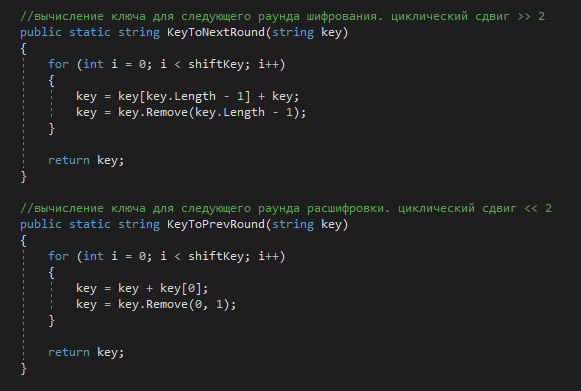 //вычисление ключа для следующего раунда шифрования. циклический сдвиг >> 2
public static string KeyToNextRound(string key)
{
for (int i = 0; i < shiftKey; i++)
{
key = key[key.Length - 1] + key;
key = key.Remove(key.Length - 1);
}
return key;
}
//вычисление ключа для следующего раунда расшифровки. циклический сдвиг << 2
public static string KeyToPrevRound(string key)
{
for (int i = 0; i < shiftKey; i++)
{
key = key + key[0];
key = key.Remove(0, 1);
}
return key;
}